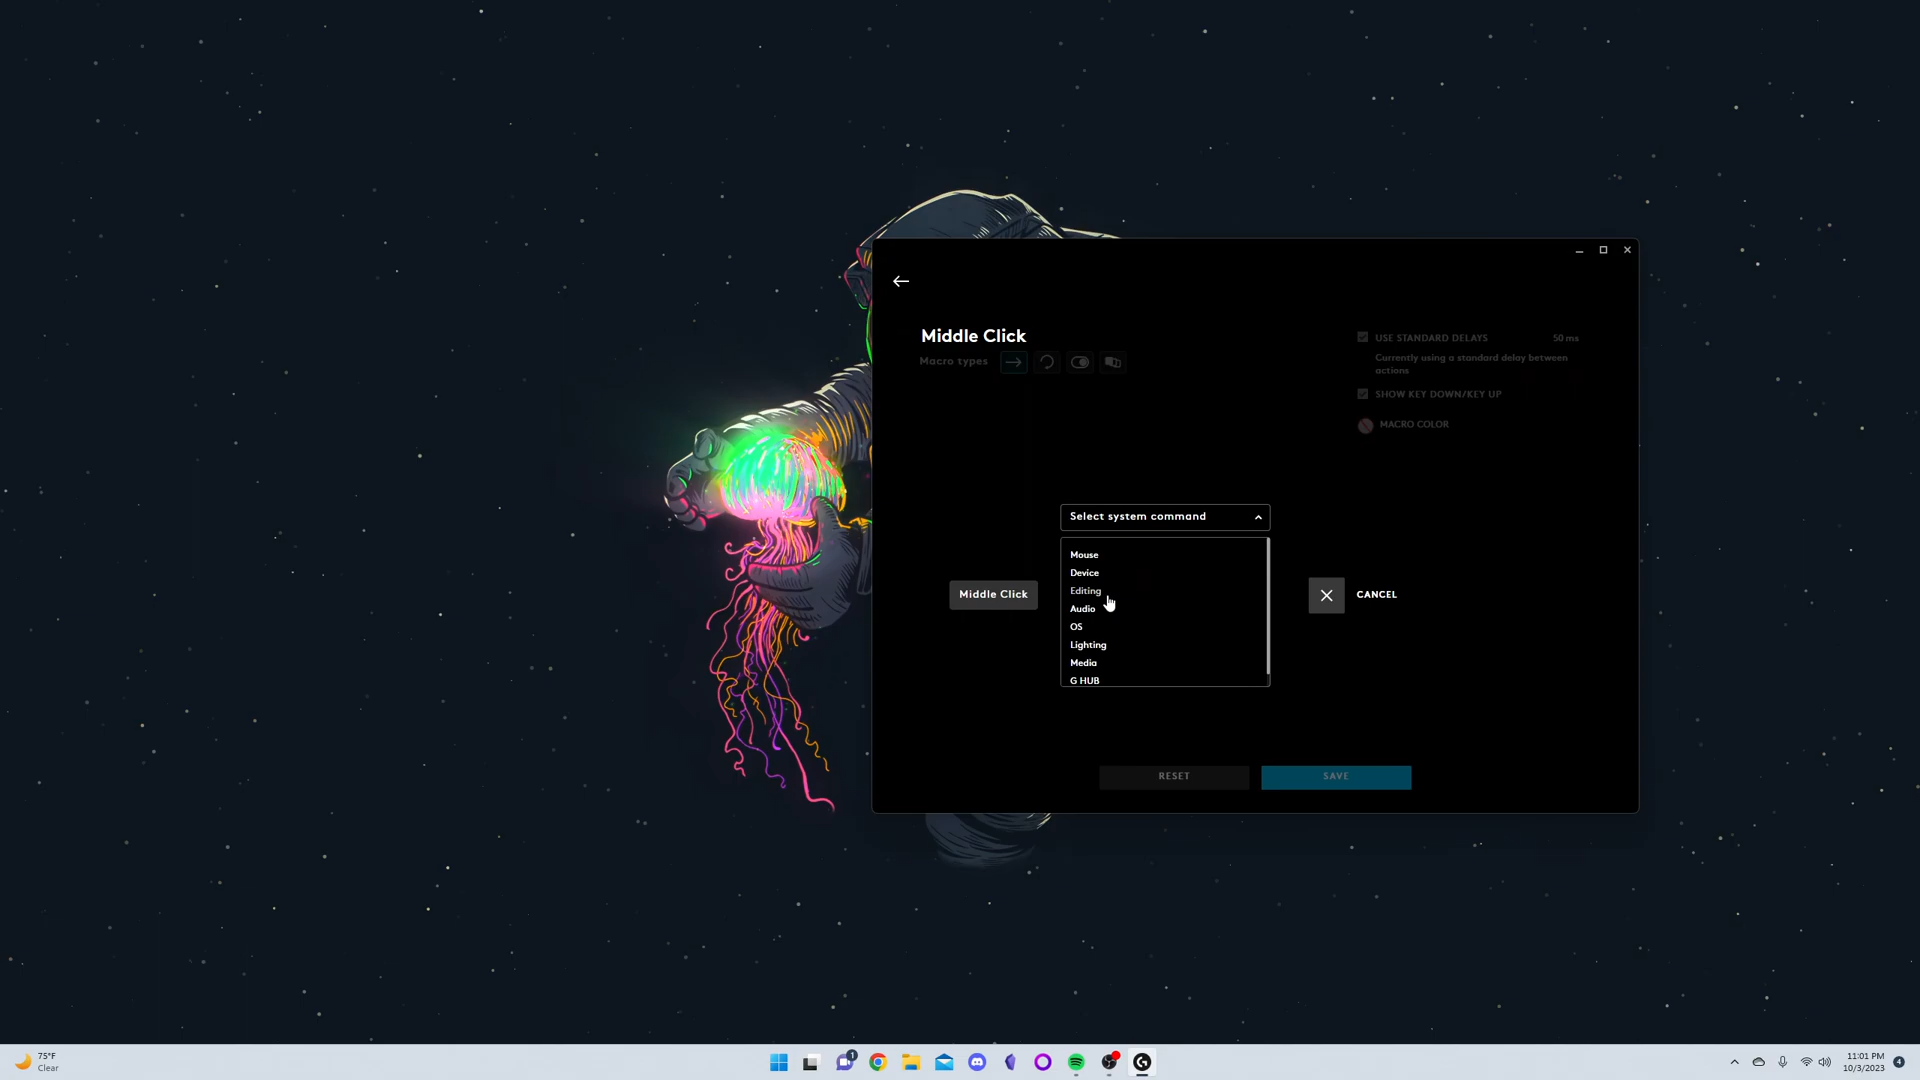 Middle Click
Macro types
USE STANDARD DELAYS 50 ms
Currently using a standard delay between
actions
SHOW KEY DOWN/KEY UP
MACRO COLOR
Select system command
Mouse
Device
Editing
Audio
OS
Lighting
Media
G HUB
Middle Click
CANCEL
RESET
SAVE
75°F
Clear
1
11:01 PM
10/3/2023
4